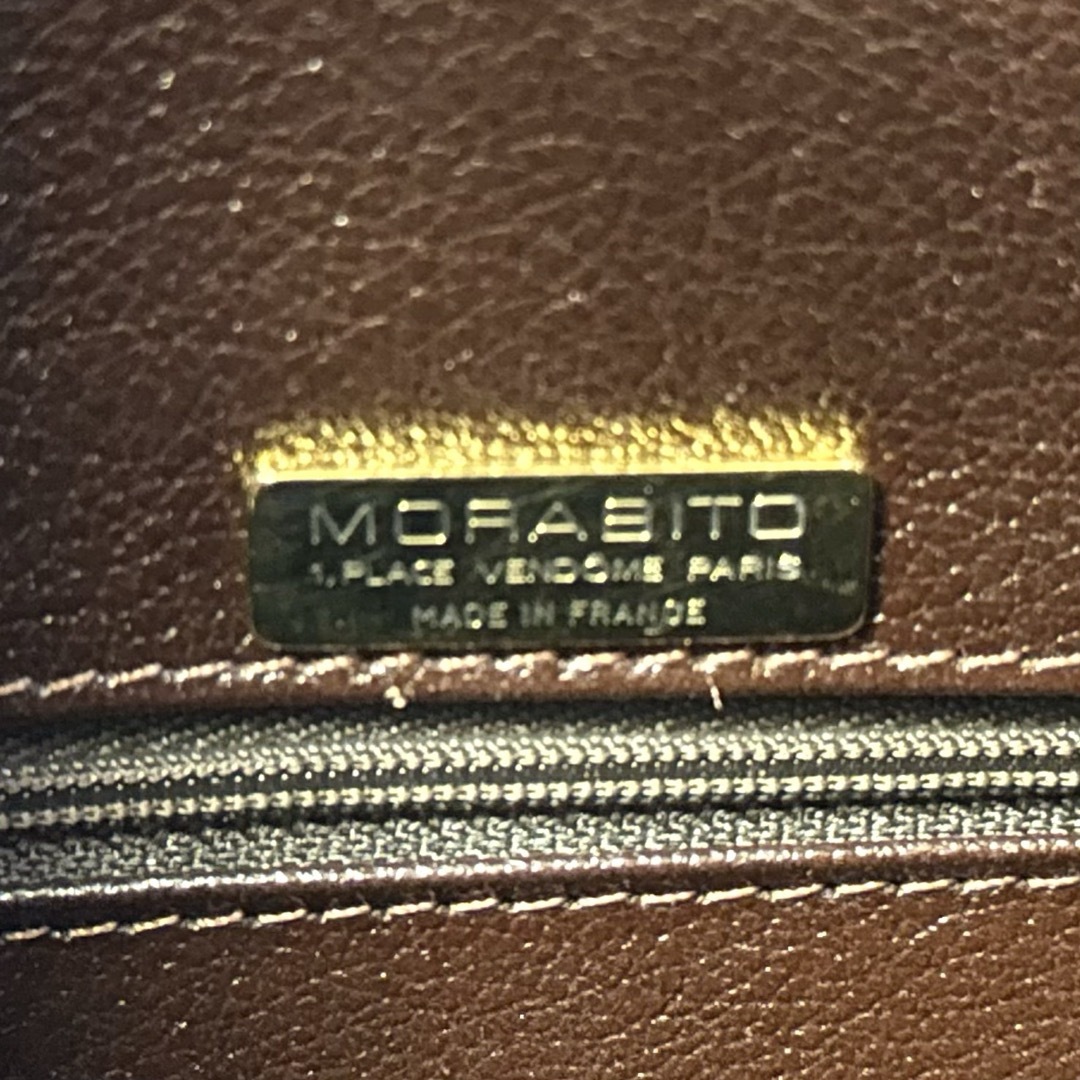 MORABITO
1, PLACE VENDÔME PARIS
MADE IN FRANCE